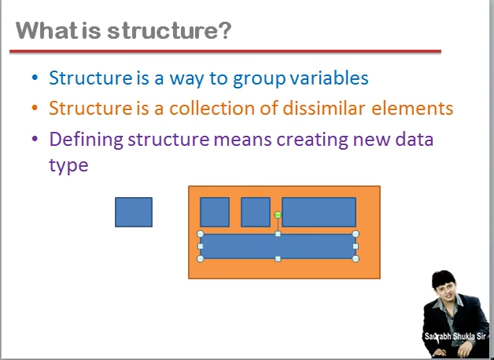 What is structure?
• Structure is a way to group variables
• Structure is a collection of dissimilar elements
• Defining structure means creating new data
type
Saurabh Shukla Sir